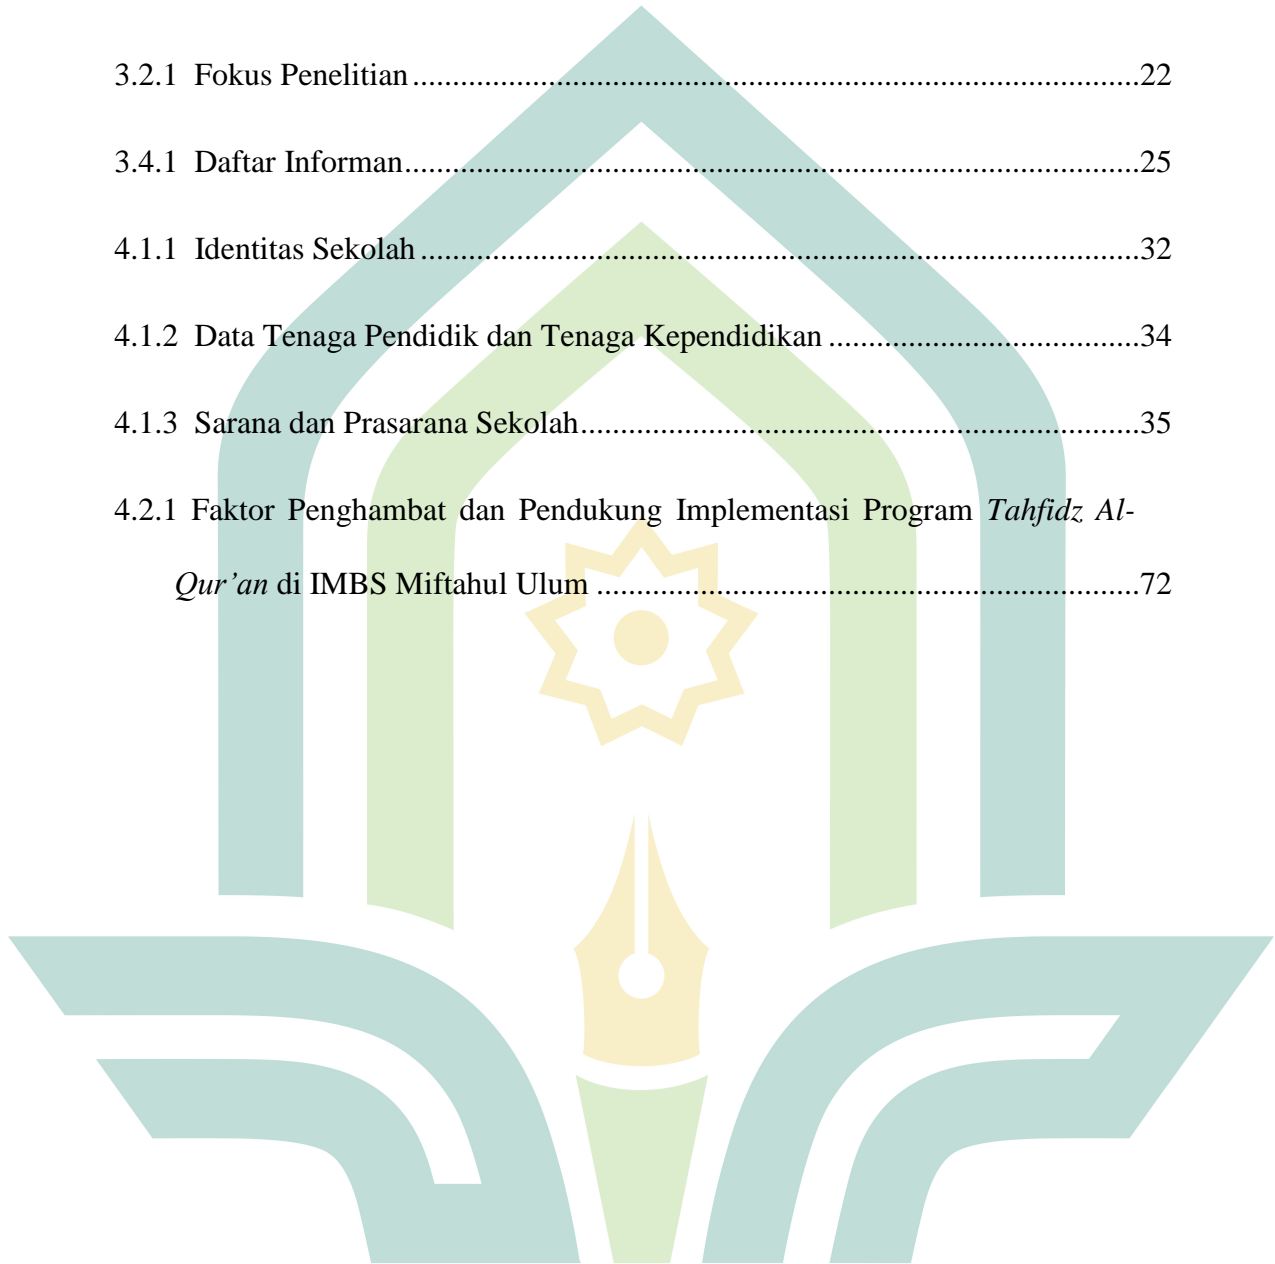 3.2.1 Fokus Penelitian..........................................................................................22
3.4.1 Daftar Informan...........................................................................................25
4.1.1 Identitas Sekolah.........................................................................................32
4.1.2 Data Tenaga Pendidik dan Tenaga Kependidikan.......................................34
4.1.3 Sarana dan Prasarana Sekolah.....................................................................35
4.2.1 Faktor Penghambat dan Pendukung Implementasi Program Tahfidz Al-
Qur’an di IMBS Miftahul Ulum...................................................................72